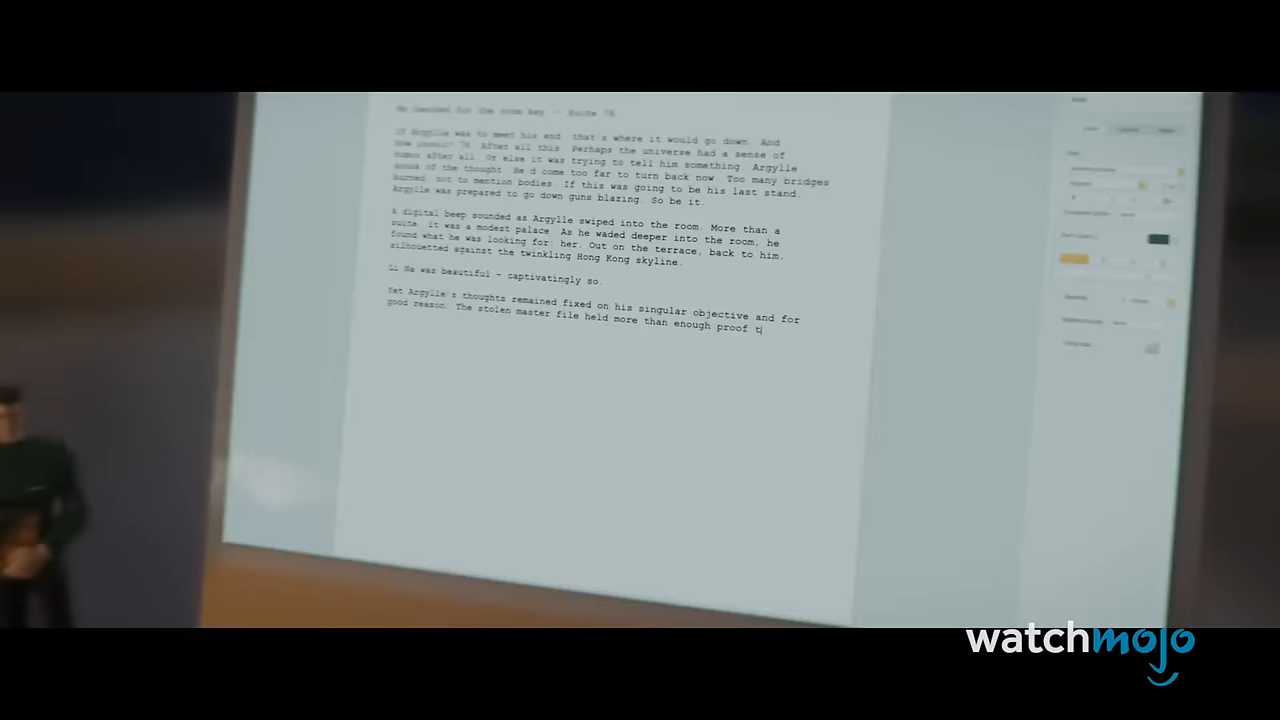 He searched for the room key -- Suite 76.
If Argylle was to meet his end, that's where it would go down. And
how ironic? 76. After all this. Perhaps the universe had a sense of
humor after all. Or else it was trying to tell him something. Argylle
shook of the thought. He'd come too far to turn back now. Too many bridges
burned, not to mention bodies. If this was going to be his last stand,
Argylle was prepared to go down guns blazing. So be it.
A digital beep sounded as Argylle swiped into the room. More than a
suite, it was a modest palace. As he waded deeper into the room, he
found what he was looking for: her. Out on the terrace, back to him,
silhouetted against the twinkling Hong Kong skyline.
Li Na was beautiful - captivatingly so.
Yet Argylle's thoughts remained fixed on his singular objective and for
good reason. The stolen master file held more than enough proof t
watchmojo